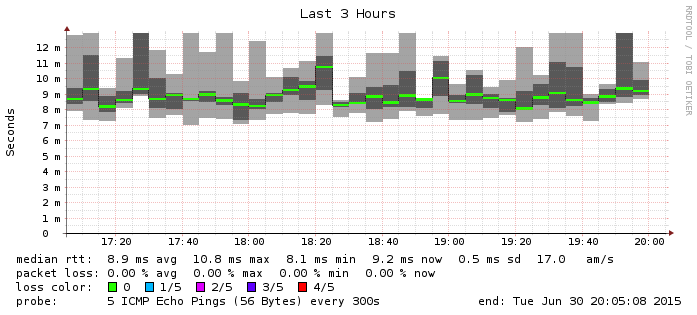 Last 3 Hours
RRDTOOL / TOBI OETIKER
Seconds
12 m
11 m
10 m
9 m
8 m
7 m
6 m
5 m
4 m
3 m
2 m
1 m
0
17:20 17:40 18:00 18:20 18:40 19:00 19:20 19:40 20:00
median rtt: 8.9 ms avg 10.8 ms max 8.1 ms min 9.2 ms now 0.5 ms sd 17.0 am/s
packet loss: 0.00 % avg 0.00 % max 0.00 % min 0.00 % now
loss color: 0 1/5 2/5 3/5 4/5
probe: 5 ICMP Echo Pings (56 Bytes) every 300s end: Tue Jun 30 20:05:08 2015